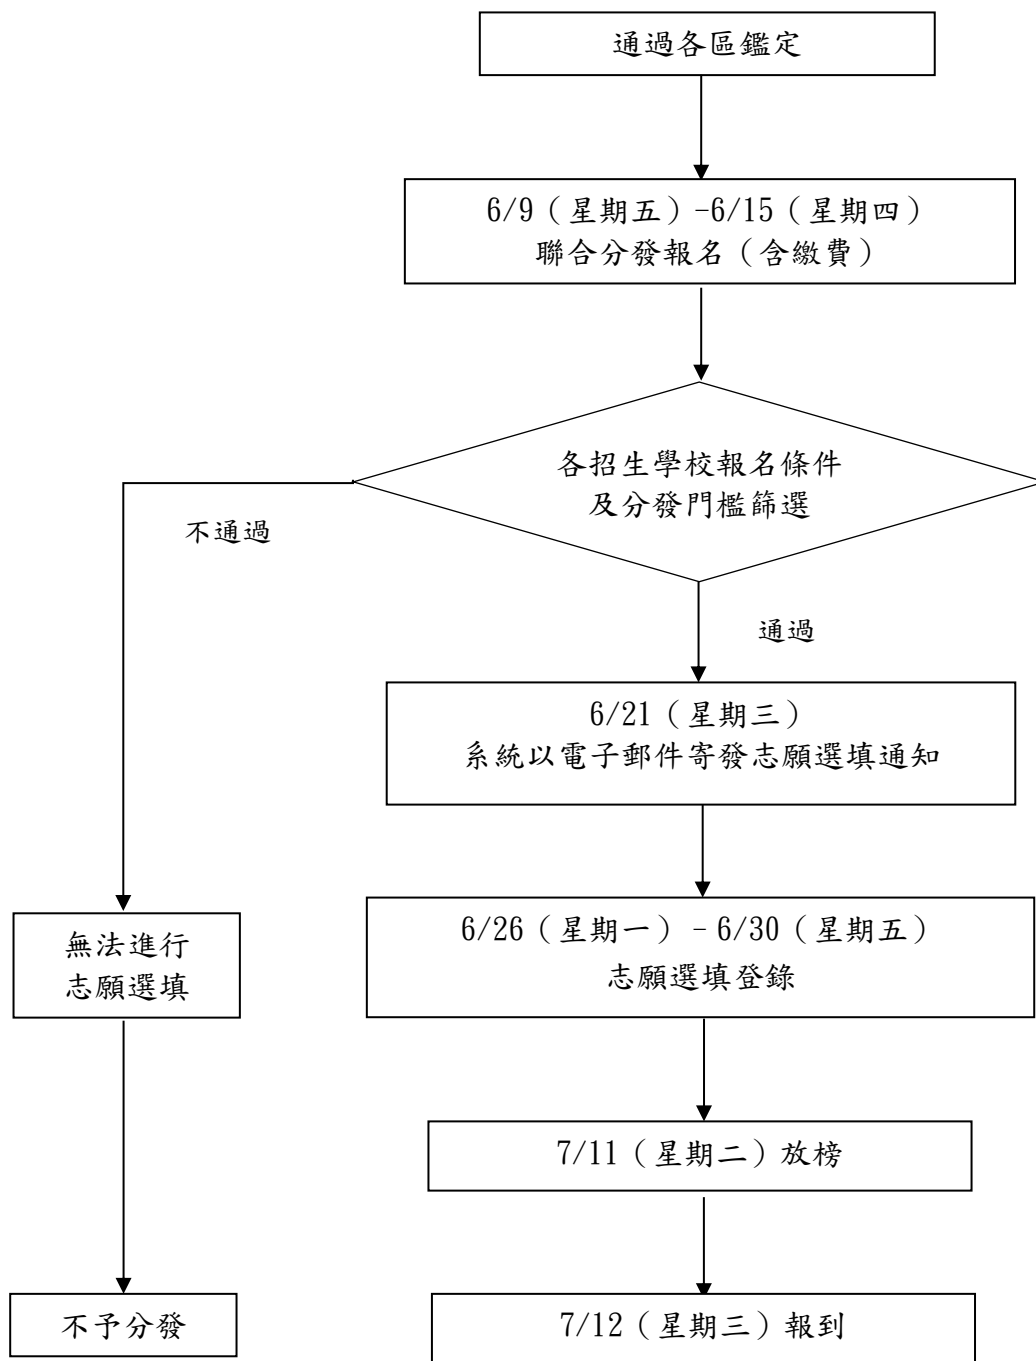 通過各區鑑定
6/9（星期五）-6/15（星期四）
聯合分發報名（含繳費）
各招生學校報名條件
及分發門檻篩選
不通過
通過
6/21（星期三）
系統以電子郵件寄發志願選填通知
6/26（星期一）–6/30（星期五）
志願選填登錄
無法進行
志願選填
7/11（星期二）放榜
不予分發
7/12（星期三）報到